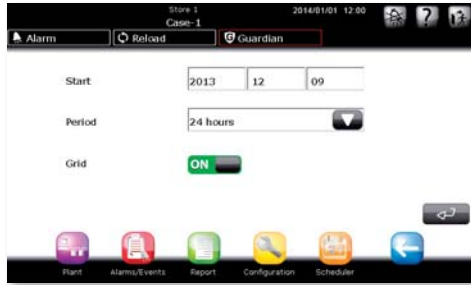 Store 1
2014/01/01 12:00
Case-1
Alarm
Reload
Guardian
Start
2013 12 09
Period
24 hours
Grid
ON
Plant
Alarms/Events
Report
Configuration
Scheduler